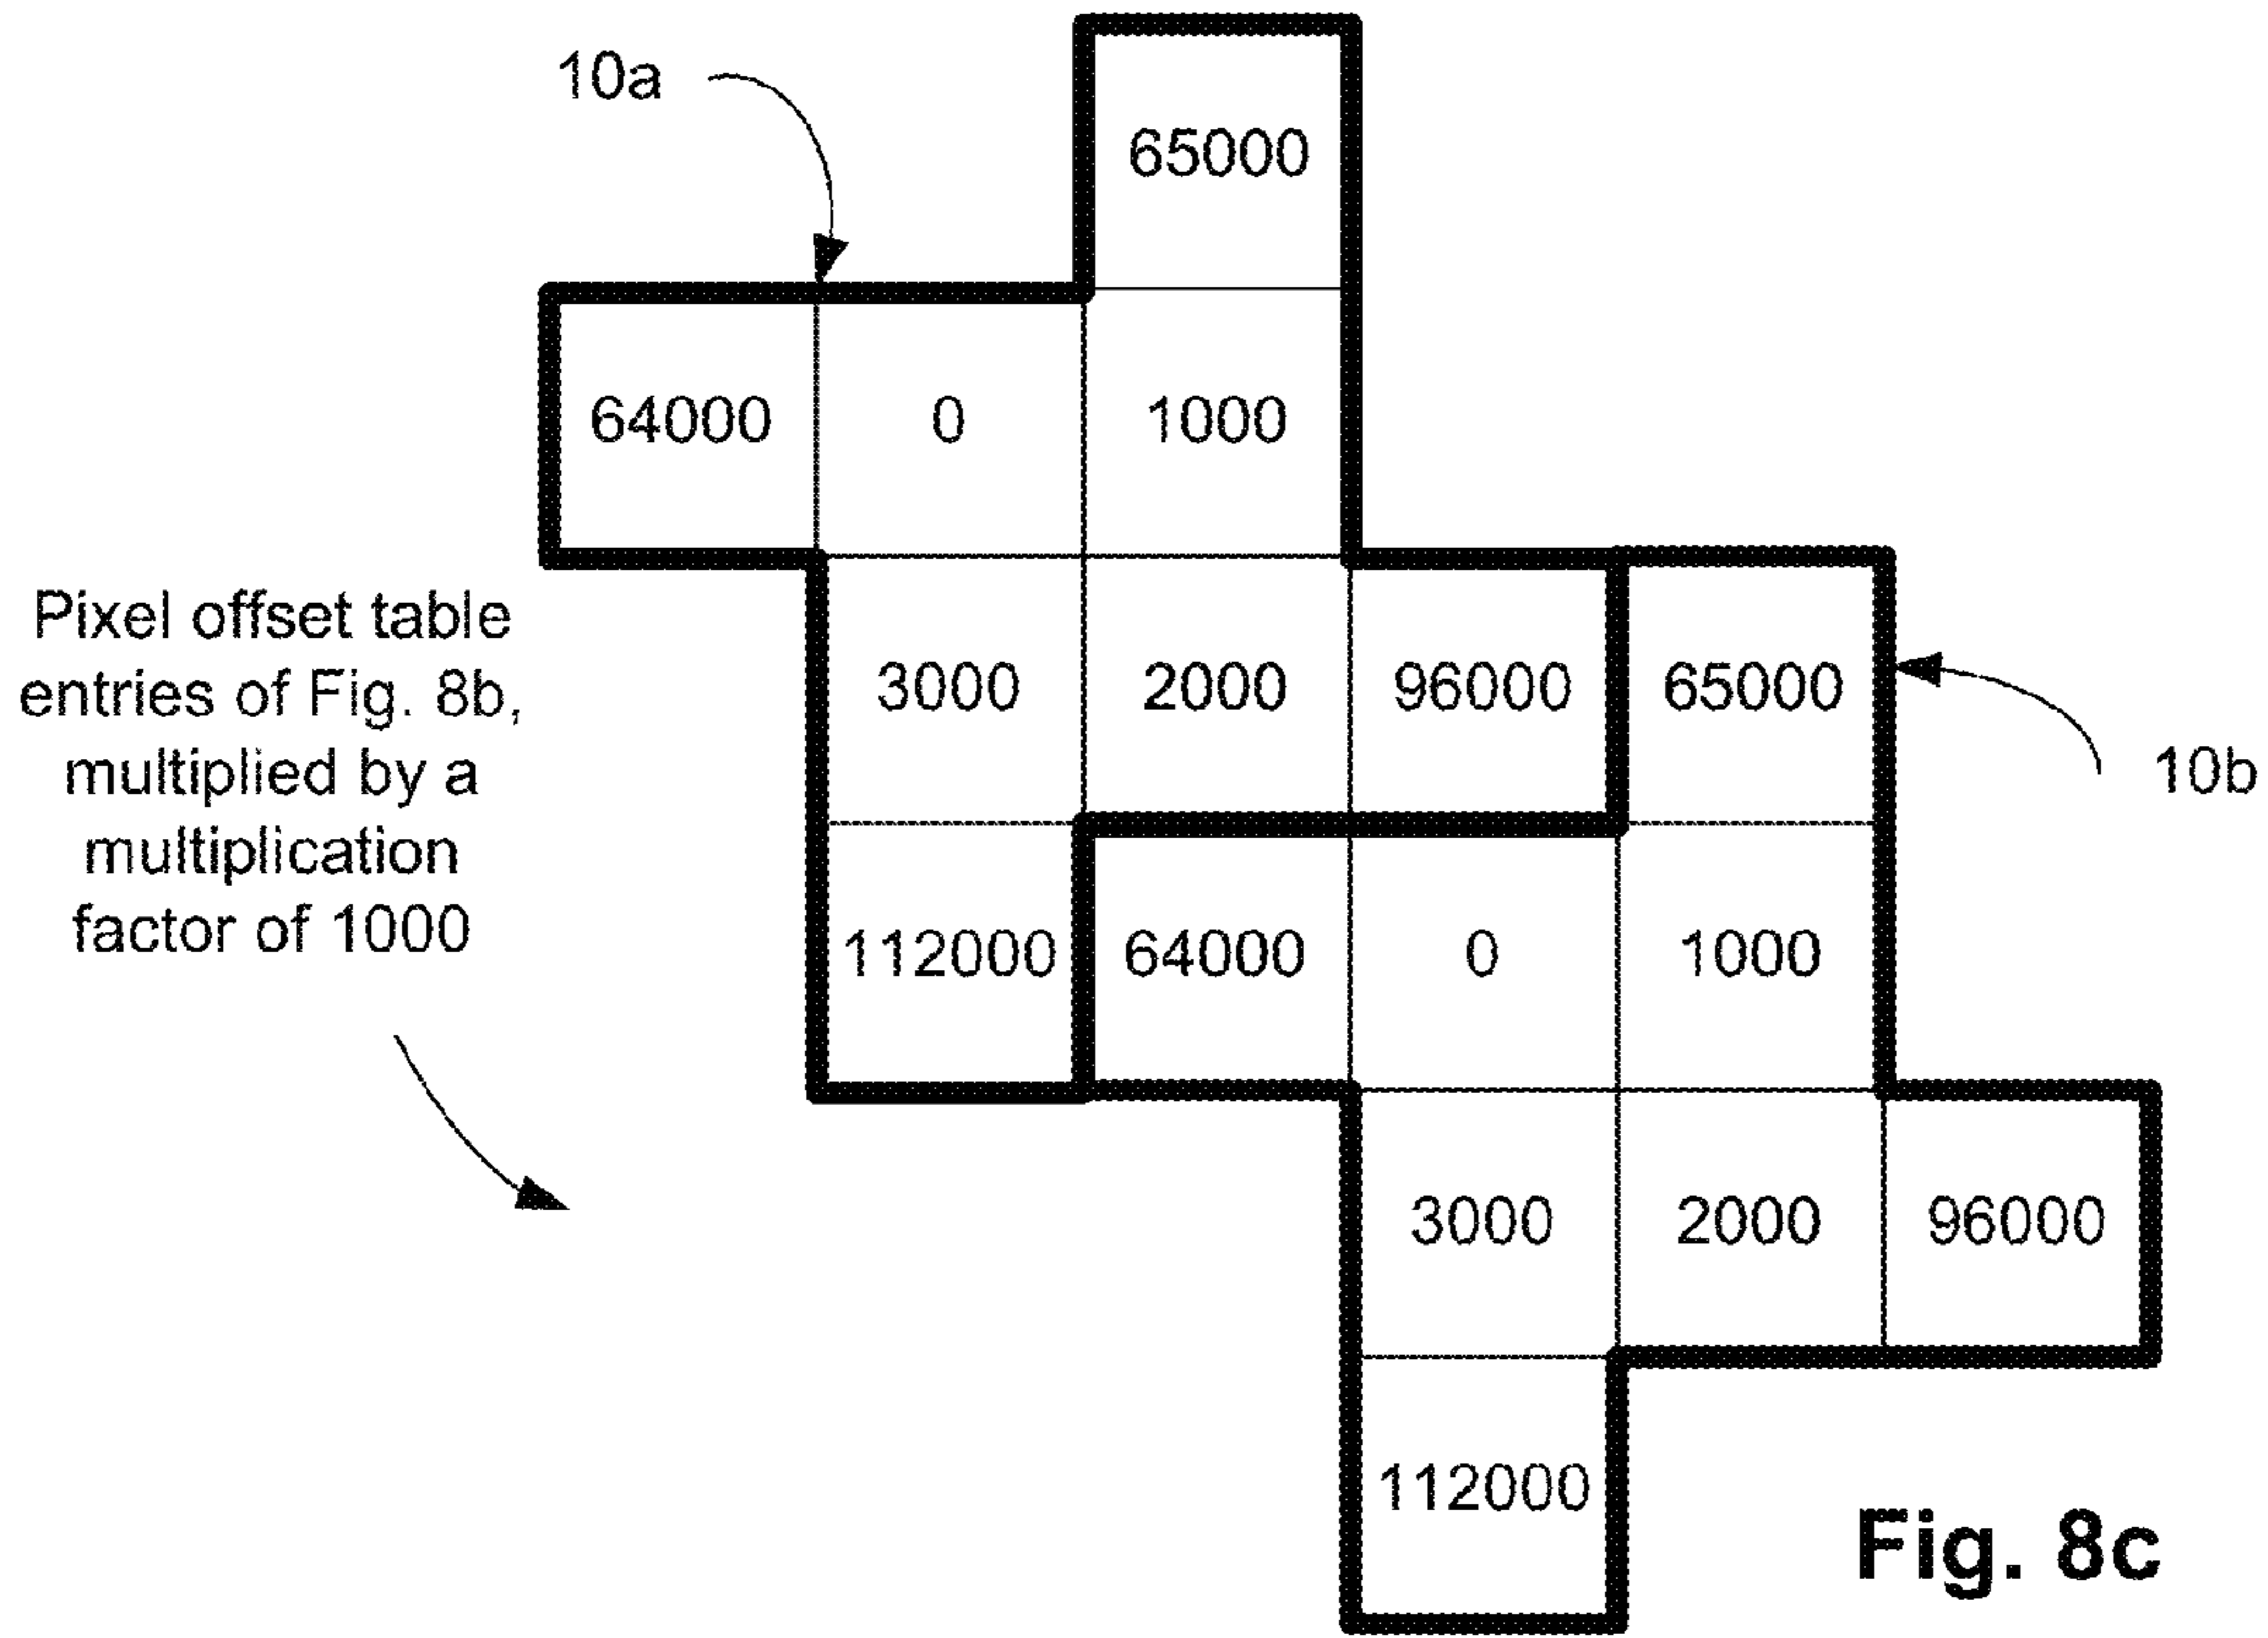 10a
65000
64000 0 1000
Pixel offset table
entries of Fig. 8b,
multiplied by a
multiplication
factor of 1000
3000 2000 96000 65000
10b
112000 64000 0 1000
3000 2000 96000
112000
Fig. 8c